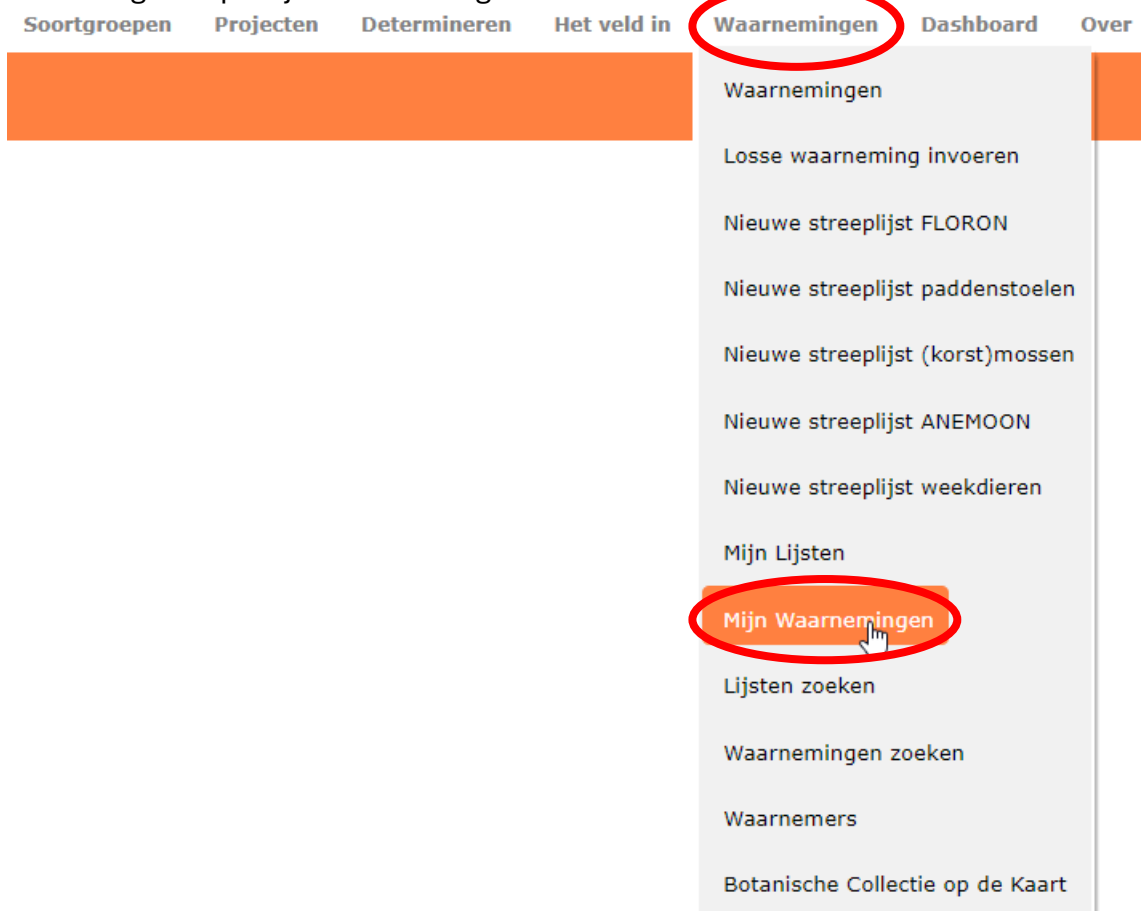 Soortgroepen Projecten Determineren Het veld in Waarnemingen Dashboard Over
Waarnemingen
Losse waarneming invoeren
Nieuwe streeplijst FLORON
Nieuwe streeplijst paddenstoelen
Nieuwe streeplijst (korst)mossen
Nieuwe streeplijst ANEMOON
Nieuwe streeplijst weekdieren
Mijn Lijsten
Mijn Waarnemingen
Lijsten zoeken
Waarnemingen zoeken
Waarnemers
Botanische Collectie op de Kaart